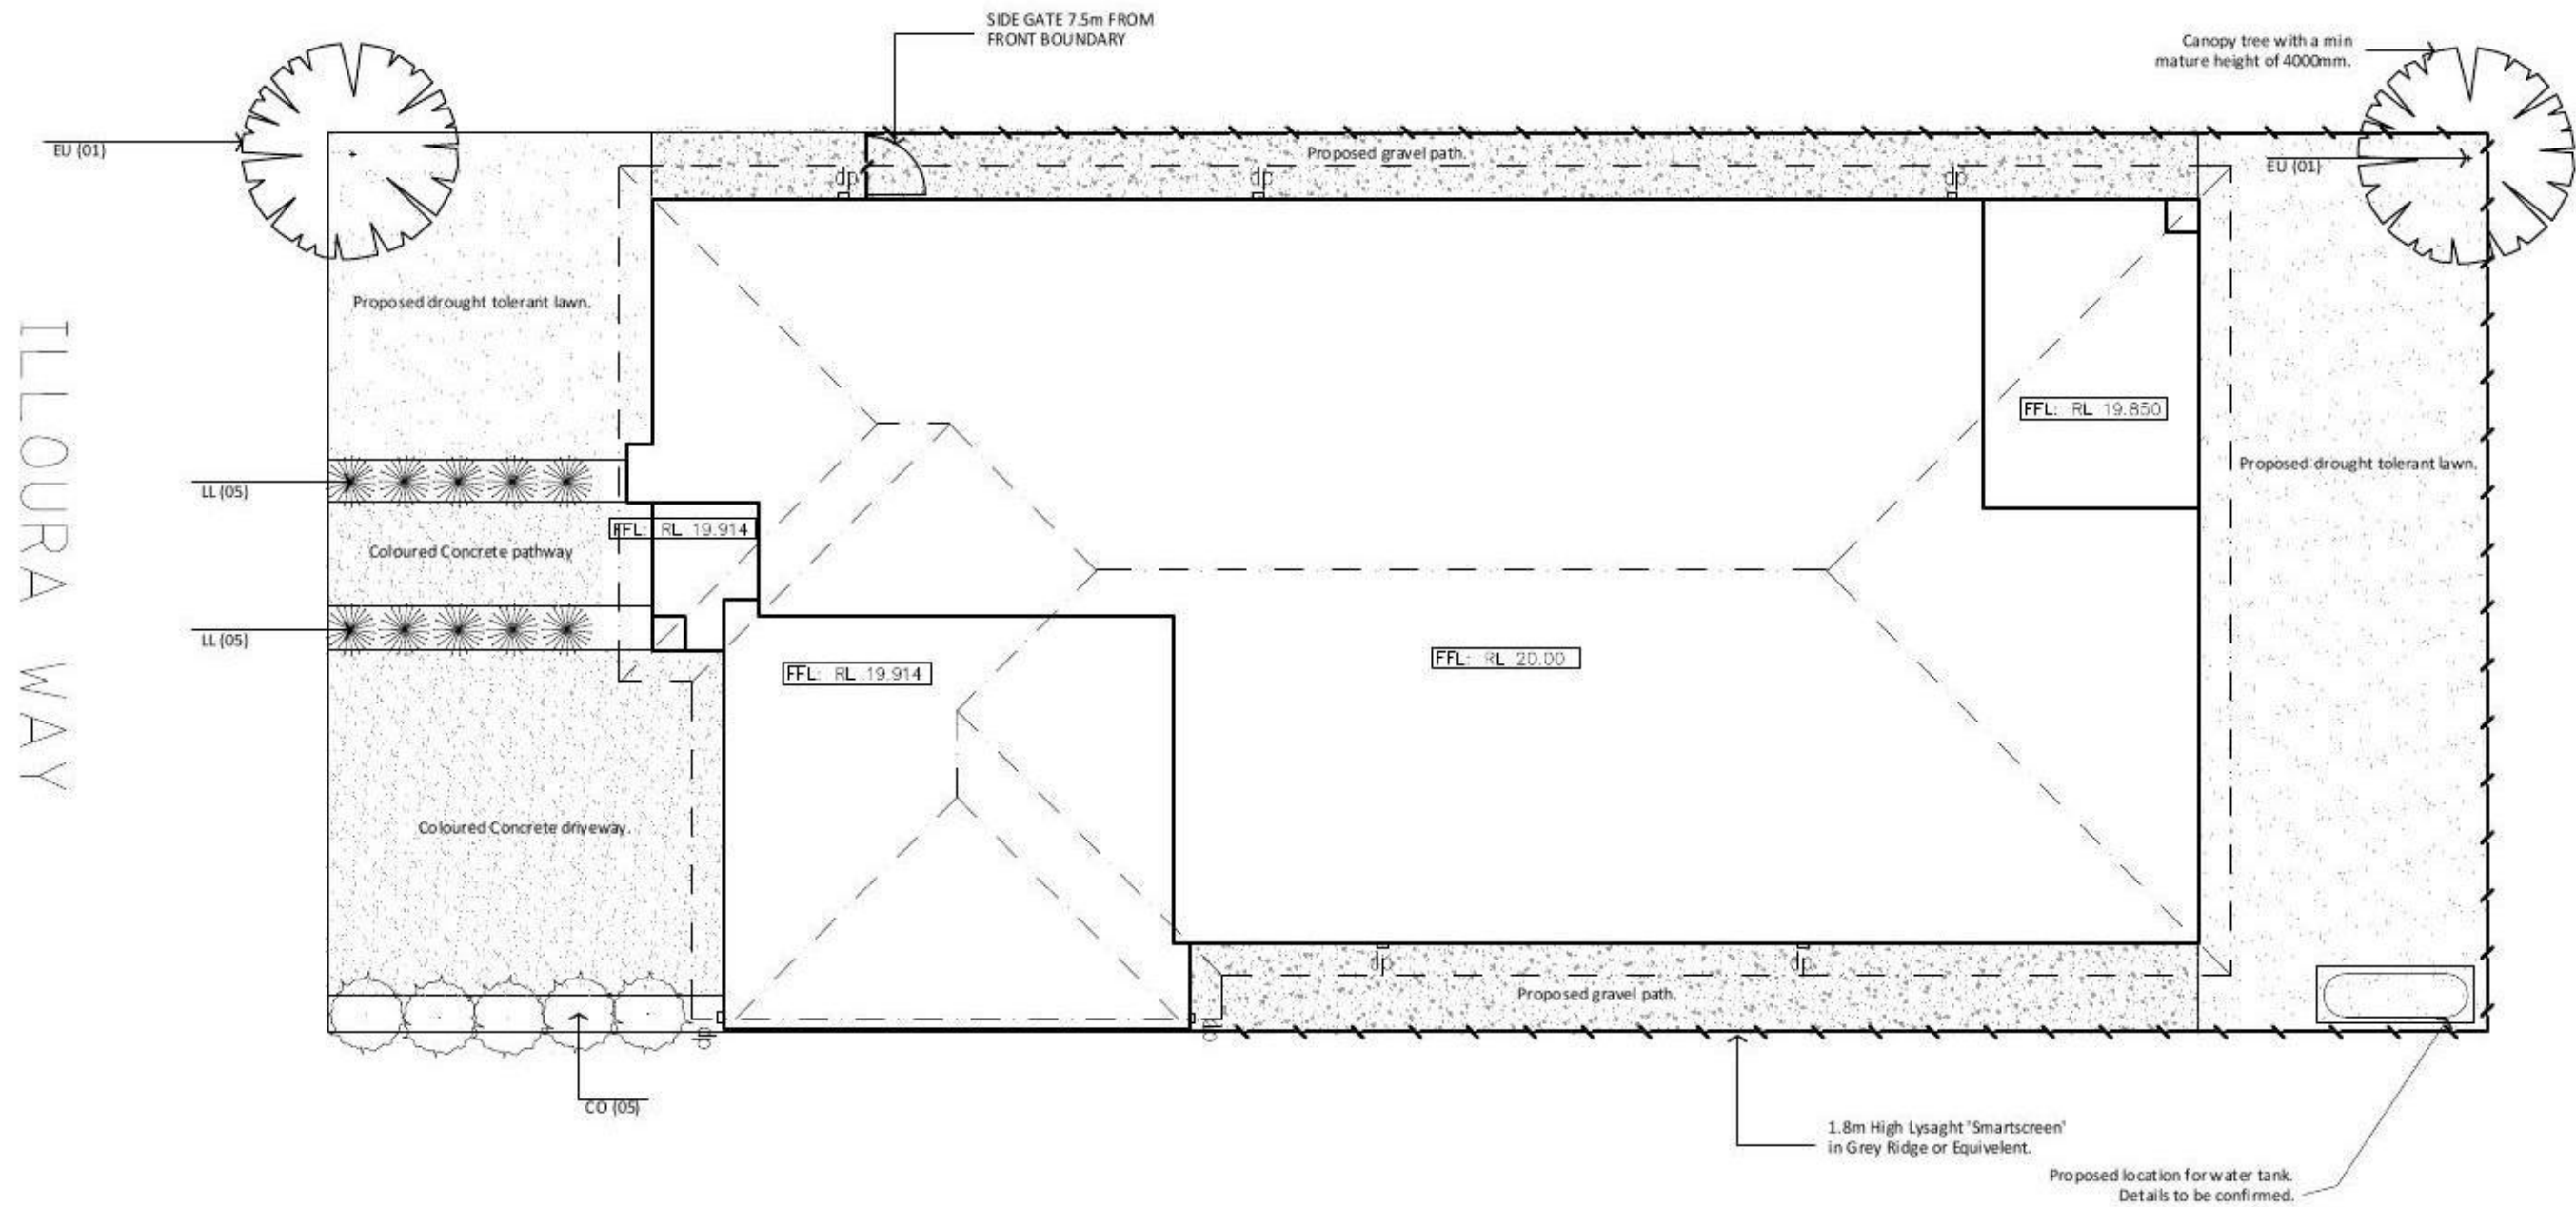 SIDE GATE 7.5m FROM
FRONT BOUNDARY
Canopy tree with a min
mature height of 4000mm.
EU (01)
Proposed gravel path.
EU (01)
dp
dp
dp
Proposed drought tolerant lawn.
ILLOURA WAY
FFL: RL 19.850
Proposed drought tolerant lawn.
LL (05)
FFL: RL 19.914
Coloured Concrete pathway
LL (05)
FFL: RL 19.914
FFL: RL 20.00
Coloured Concrete driveway.
dp
dp
Proposed gravel path.
dp
dp
CO (05)
1.8m High Lysaght 'Smartscreen'
in Grey Ridge or Equivelent.
Proposed location for water tank.
Details to be confirmed.